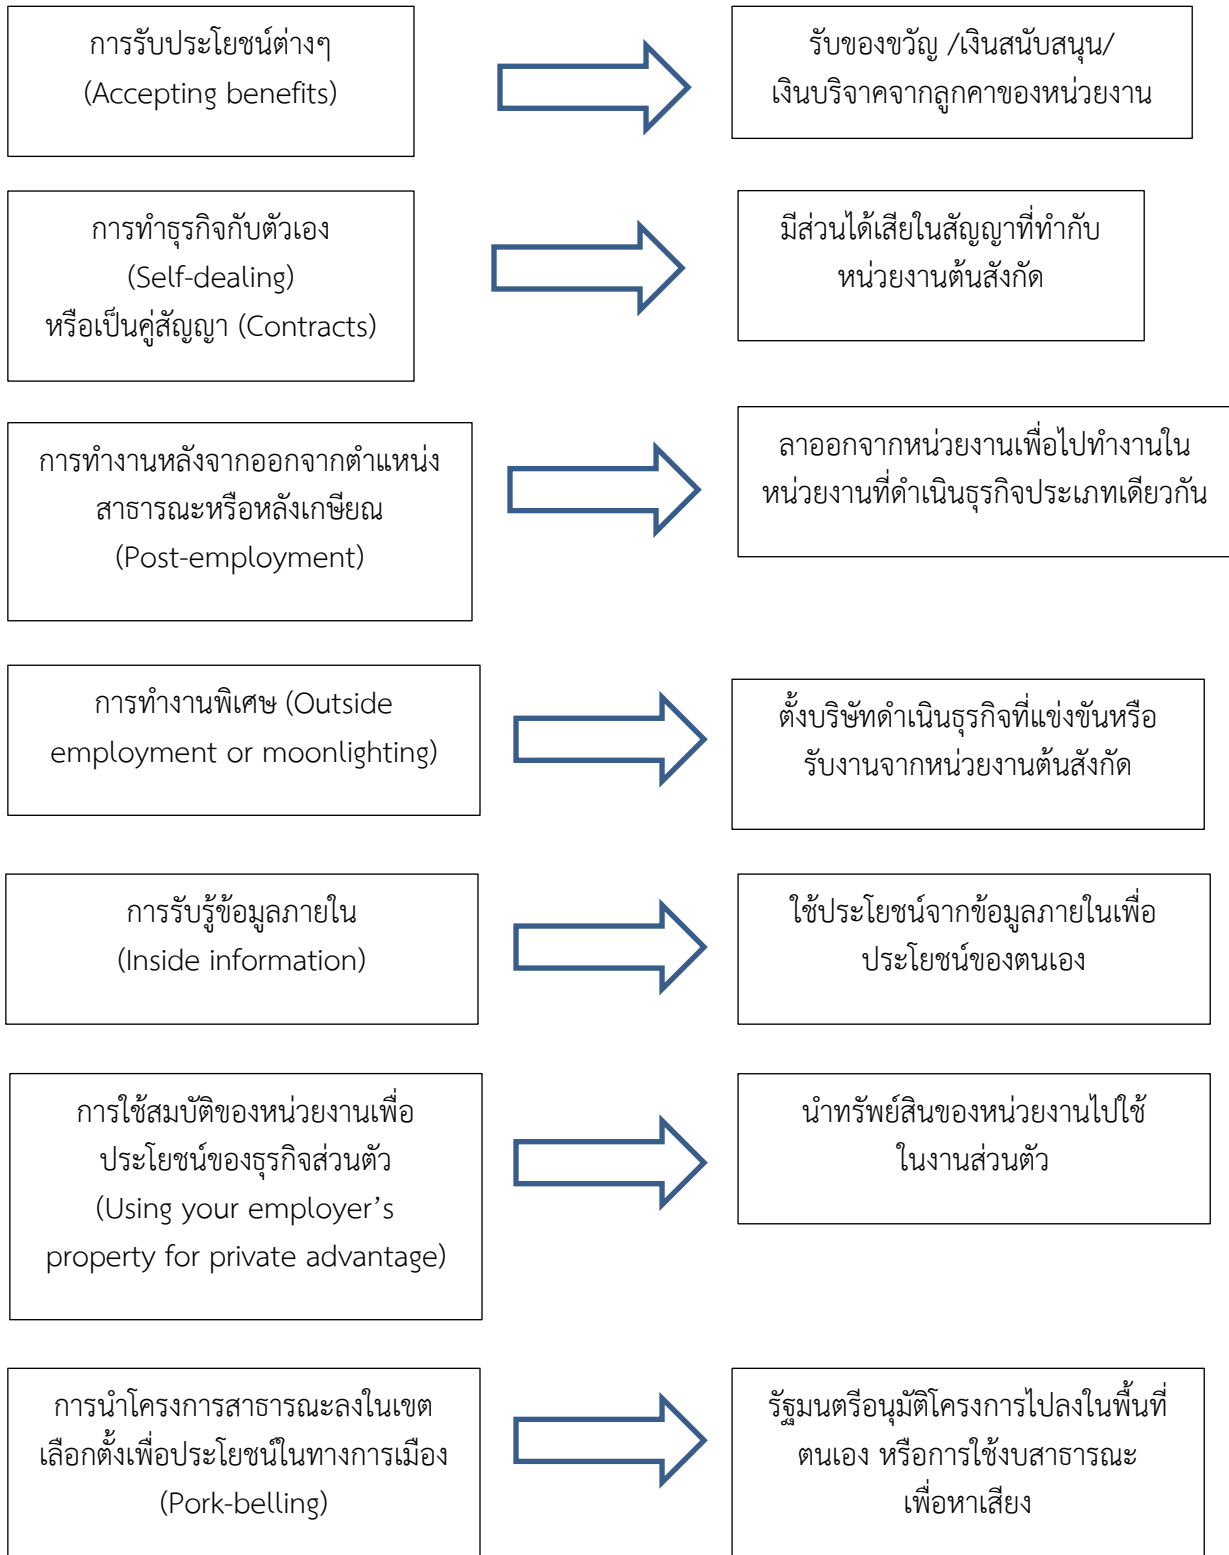 การรับประโยชน์ต่างๆ
(Accepting benefits)
รับของขวัญ /เงินสนับสนุน/
เงินบริจาคจากลูกคาของหน่วยงาน
การทำธุรกิจกับตัวเอง
(Self-dealing)
หรือเป็นคู่สัญญา (Contracts)
มีส่วนได้เสียในสัญญาที่ทำกับ
หน่วยงานต้นสังกัด
การทำงานหลังจากออกจากตำแหน่ง
สาธารณะหรือหลังเกษียณ
(Post-employment)
ลาออกจากหน่วยงานเพื่อไปทำงานใน
หน่วยงานที่ดำเนินธุรกิจประเภทเดียวกัน
การทำงานพิเศษ (Outside
employment or moonlighting)
ตั้งบริษัทดำเนินธุรกิจที่แข่งขันหรือ
รับงานจากหน่วยงานต้นสังกัด
การรับรู้ข้อมูลภายใน
(Inside information)
ใช้ประโยชน์จากข้อมูลภายในเพื่อ
ประโยชน์ของตนเอง
การใช้สมบัติของหน่วยงานเพื่อ
ประโยชน์ของธุรกิจส่วนตัว
(Using your employer’s
property for private advantage)
นำทรัพย์สินของหน่วยงานไปใช้
ในงานส่วนตัว
การนำโครงการสาธารณะลงในเขต
เลือกตั้งเพื่อประโยชน์ในทางการเมือง
(Pork-belling)
รัฐมนตรีอนุมัติโครงการไปลงในพื้นที่
ตนเอง หรือการใช้งบสาธารณะ
เพื่อหาเสียง